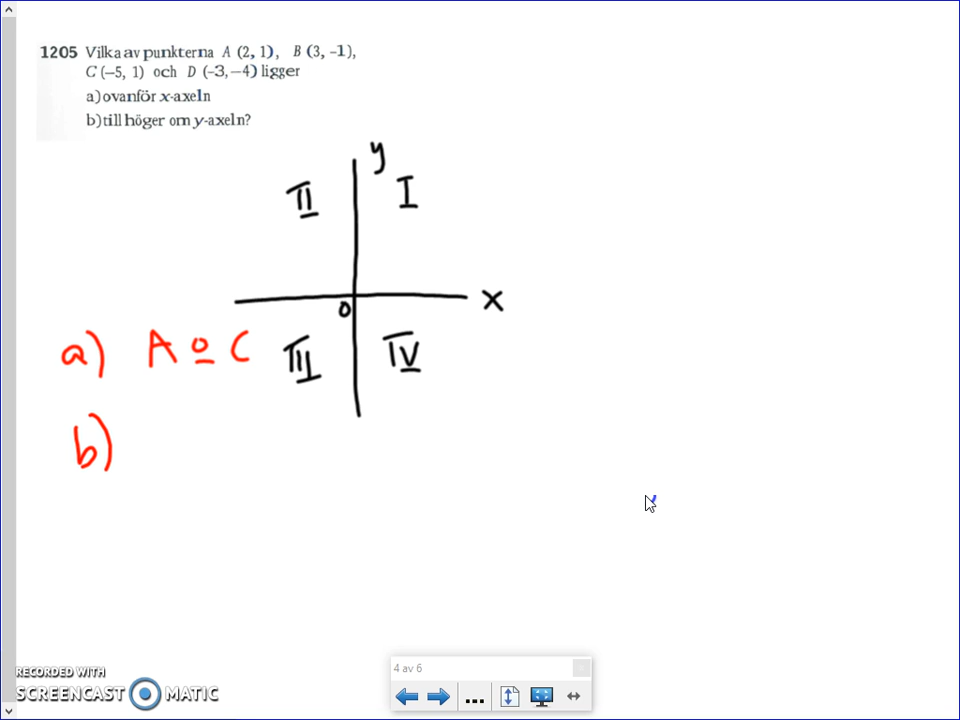 1205 Vilka av punkterna A (2, 1), B (3, -1),
C (-5, 1) och D (-3, -4) ligger
a) ovanför x-axeln
b) till höger om y-axeln?
y
II I
0 x
a) A o C III IV
b)
4 av 6
...
RECORDED WITH
SCREENCAST MATIC